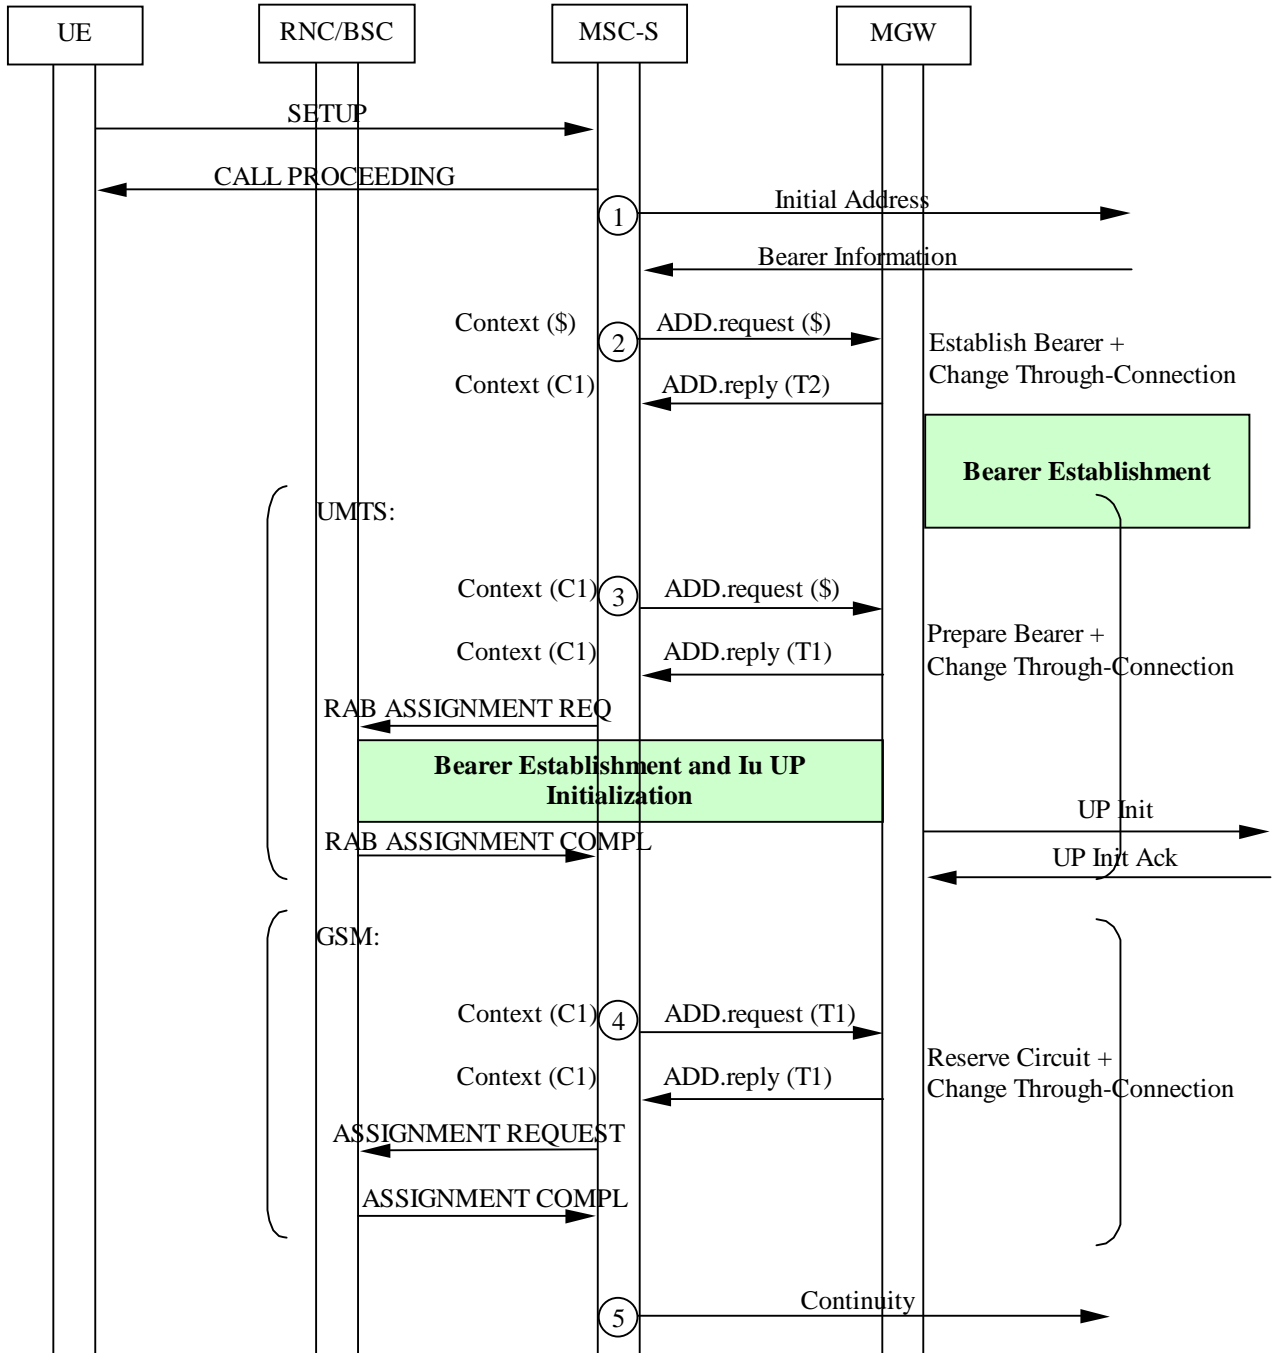 UE
RNC/BSC
MSC-S
MGW
SETUP
CALL PROCEEDING
1
Initial Address
Bearer Information
Context ($)
2
ADD.request ($)
Establish Bearer +
Change Through-Connection
Context (C1)
ADD.reply (T2)
Bearer Establishment
UMTS:
Context (C1)
3
ADD.request ($)
Prepare Bearer +
Change Through-Connection
Context (C1)
ADD.reply (T1)
RAB ASSIGNMENT REQ
Bearer Establishment and Iu UP
Initialization
UP Init
RAB ASSIGNMENT COMPL
UP Init Ack
GSM:
Context (C1)
4
ADD.request (T1)
Reserve Circuit +
Change Through-Connection
Context (C1)
ADD.reply (T1)
ASSIGNMENT REQUEST
ASSIGNMENT COMPL
5
Continuity